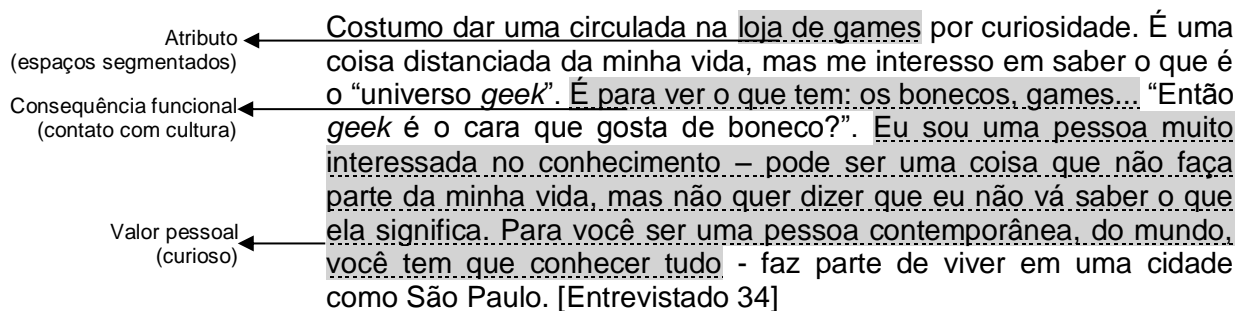 Atributo
(espaços segmentados)
Consequência funcional
(contato com cultura)
Valor pessoal
(curioso)
Costumo dar uma circulada na loja de games por curiosidade. É uma
coisa distanciada da minha vida, mas me interesso em saber o que é
o “universo geek”. É para ver o que tem: os bonecos, games... “Então
geek é o cara que gosta de boneco?”. Eu sou uma pessoa muito
interessada no conhecimento – pode ser uma coisa que não faça
parte da minha vida, mas não quer dizer que eu não vá saber o que
ela significa. Para você ser uma pessoa contemporânea, do mundo,
você tem que conhecer tudo - faz parte de viver em uma cidade
como São Paulo. [Entrevistado 34]